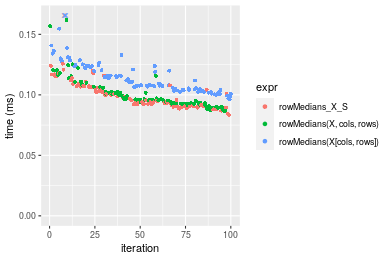 0.15
0.10
0.05
0.00
time (ms)
0
25
50
75
100
iteration
expr
rowMedians_X_S
rowMedians(X, cols, rows)
rowMedians(X[cols, rows])